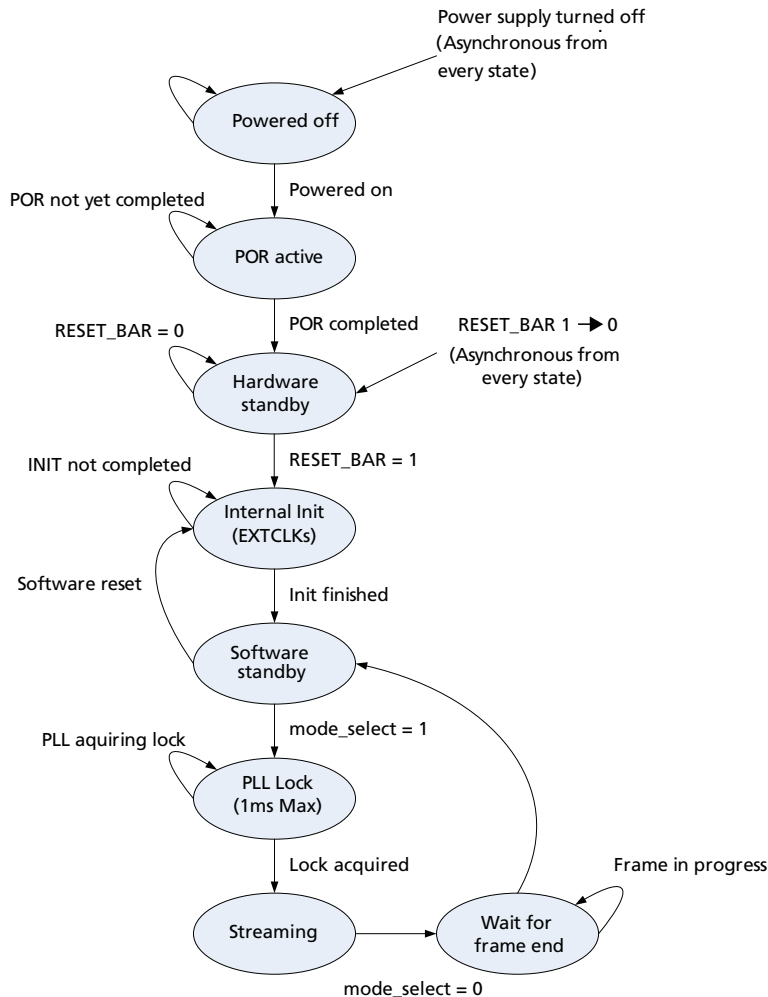 Power supply turned off
(Asynchronous from
every state)
Powered off
Powered on
POR not yet completed
POR active
POR completed
RESET_BAR = 0
RESET_BAR 1 → 0
(Asynchronous from
every state)
Hardware
standby
RESET_BAR = 1
INIT not completed
Internal Init
(EXTCLKs)
Software reset
Init finished
Software
standby
mode_select = 1
PLL aquiring lock
PLL Lock
(1ms Max)
Lock acquired
Frame in progress
Streaming
Wait for
frame end
mode_select = 0